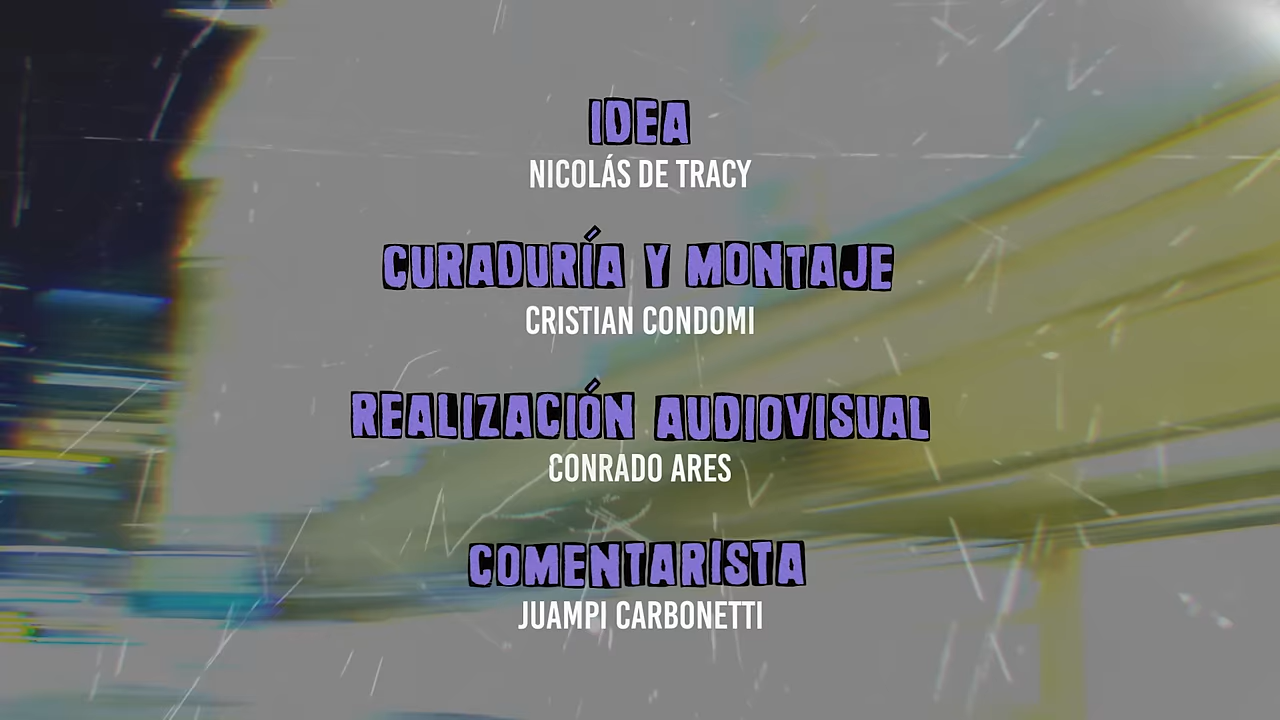 IDEA
NICOLÁS DE TRACY
CURADURÍA Y MONTAJE
CRISTIAN CONDOMI
REALIZACIÓN AUDIOVISUAL
CONRADO ARES
COMENTARISTA
JUAMPI CARBONETTI